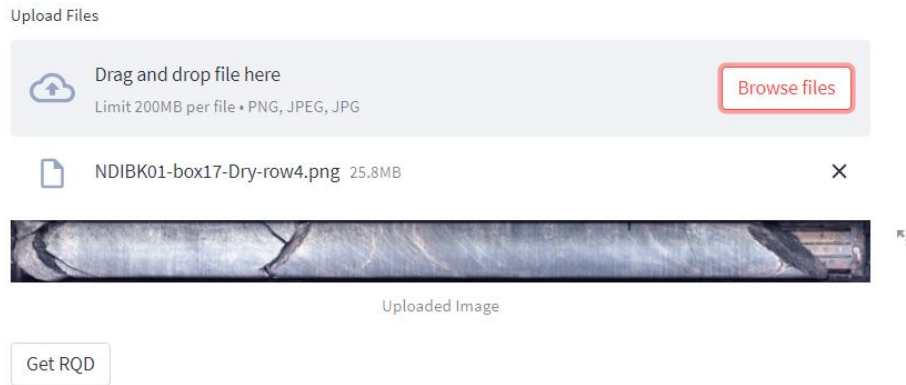 Upload Files
Drag and drop file here
Limit 200MB per file • PNG, JPEG, JPG
Browse files
NDIBK01-box17-Dry-row4.png 25.8MB
Uploaded Image
Get RQD